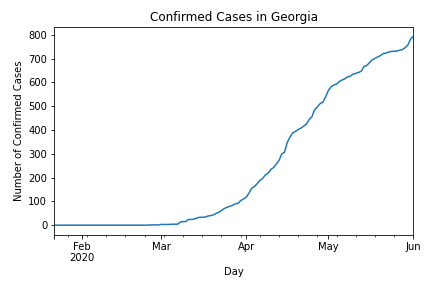 Confirmed Cases in Georgia
Number of Confirmed Cases
800
700
600
500
400
300
200
100
0
Feb Mar Apr May Jun
2020
Day